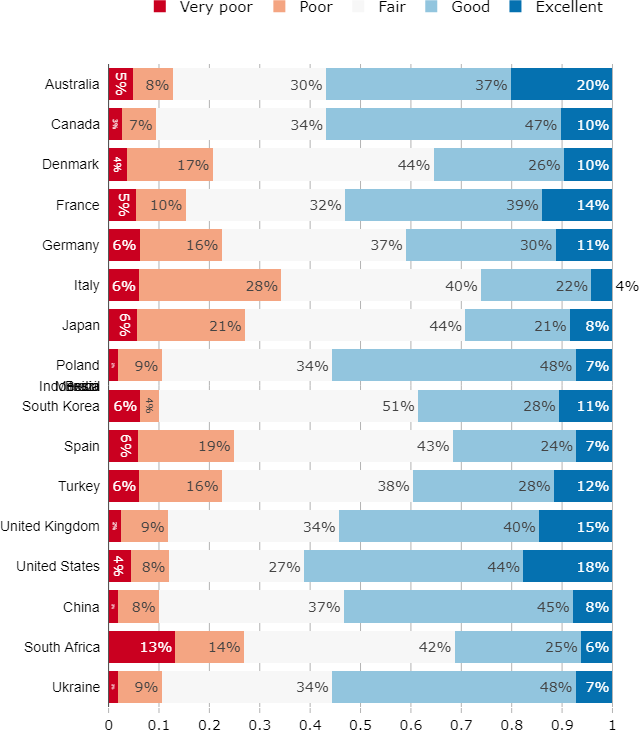 Very poor Poor Fair Good Excellent
Australia 5% 8% 30% 37% 20%
Canada 3% 7% 34% 47% 10%
Denmark 4% 17% 44% 26% 10%
France 5% 10% 32% 39% 14%
Germany 6% 16% 37% 30% 11%
Italy 6% 28% 40% 22% 4%
Japan 6% 21% 44% 21% 8%
Poland 9% 34% 48% 7%
South Korea 6% 4% 51% 28% 11%
Spain 6% 19% 43% 24% 7%
Turkey 6% 16% 38% 28% 12%
United Kingdom 2% 9% 34% 40% 15%
United States 4% 8% 27% 44% 18%
China 8% 37% 45% 8%
South Africa 13% 14% 42% 25% 6%
Ukraine 9% 34% 48% 7%
0 0.1 0.2 0.3 0.4 0.5 0.6 0.7 0.8 0.9 1